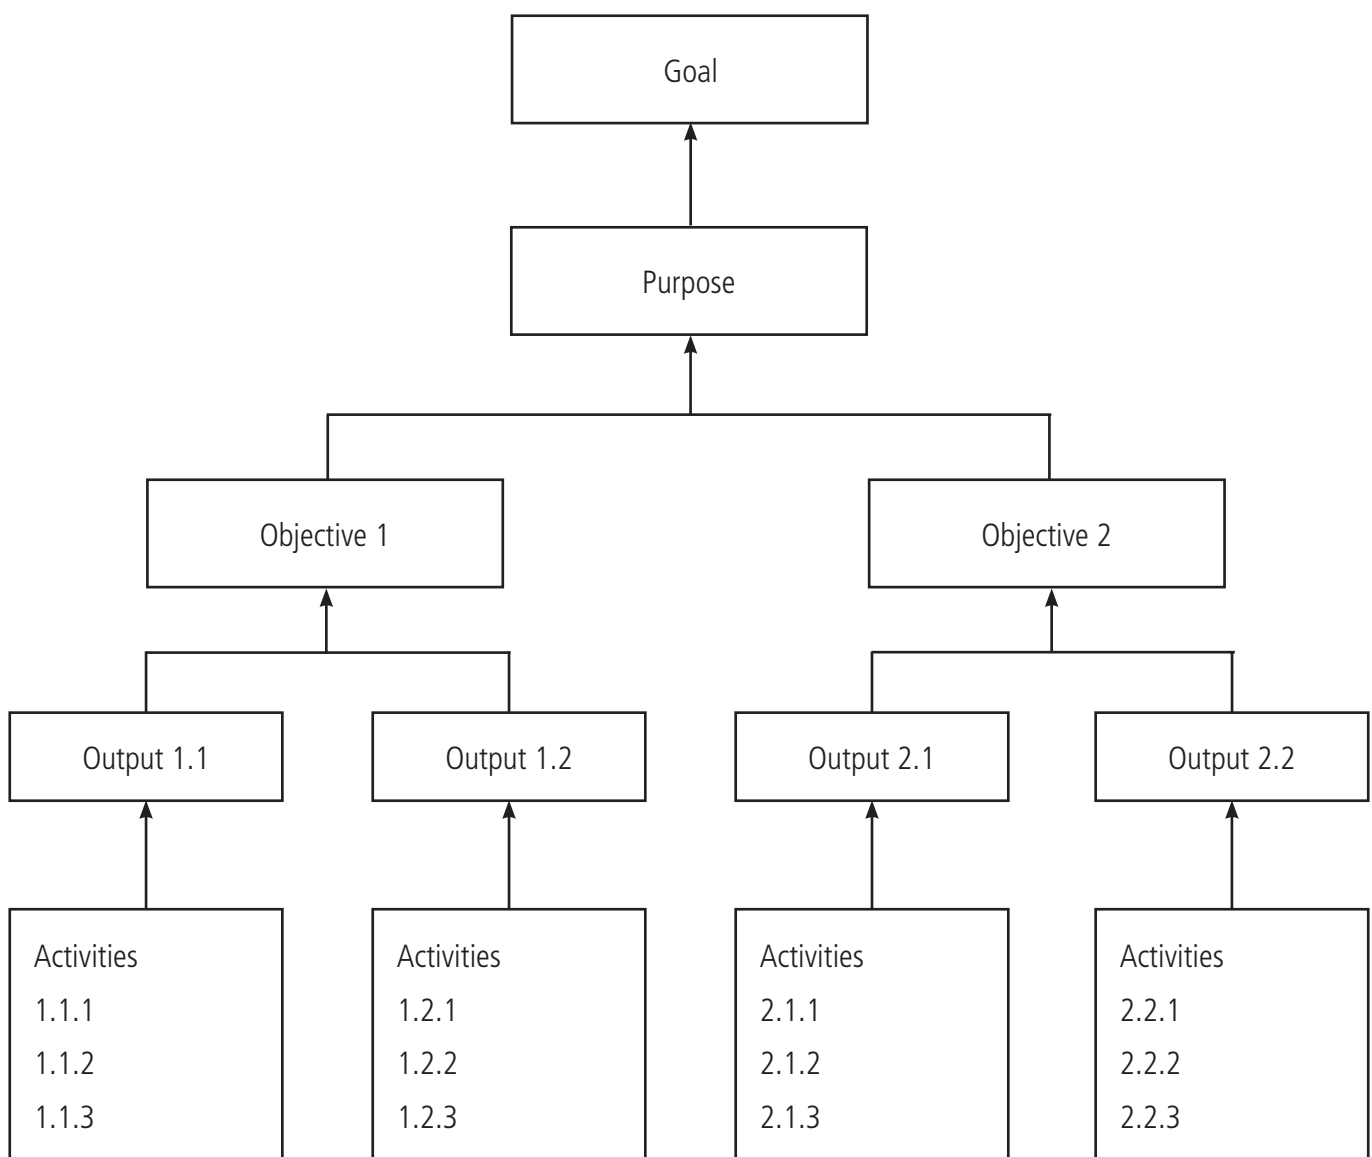 Goal
Purpose
Objective 1
Objective 2
Output 1.1
Output 1.2
Output 2.1
Output 2.2
Activities
1.1.1
1.1.2
1.1.3
Activities
1.2.1
1.2.2
1.2.3
Activities
2.1.1
2.1.2
2.1.3
Activities
2.2.1
2.2.2
2.2.3